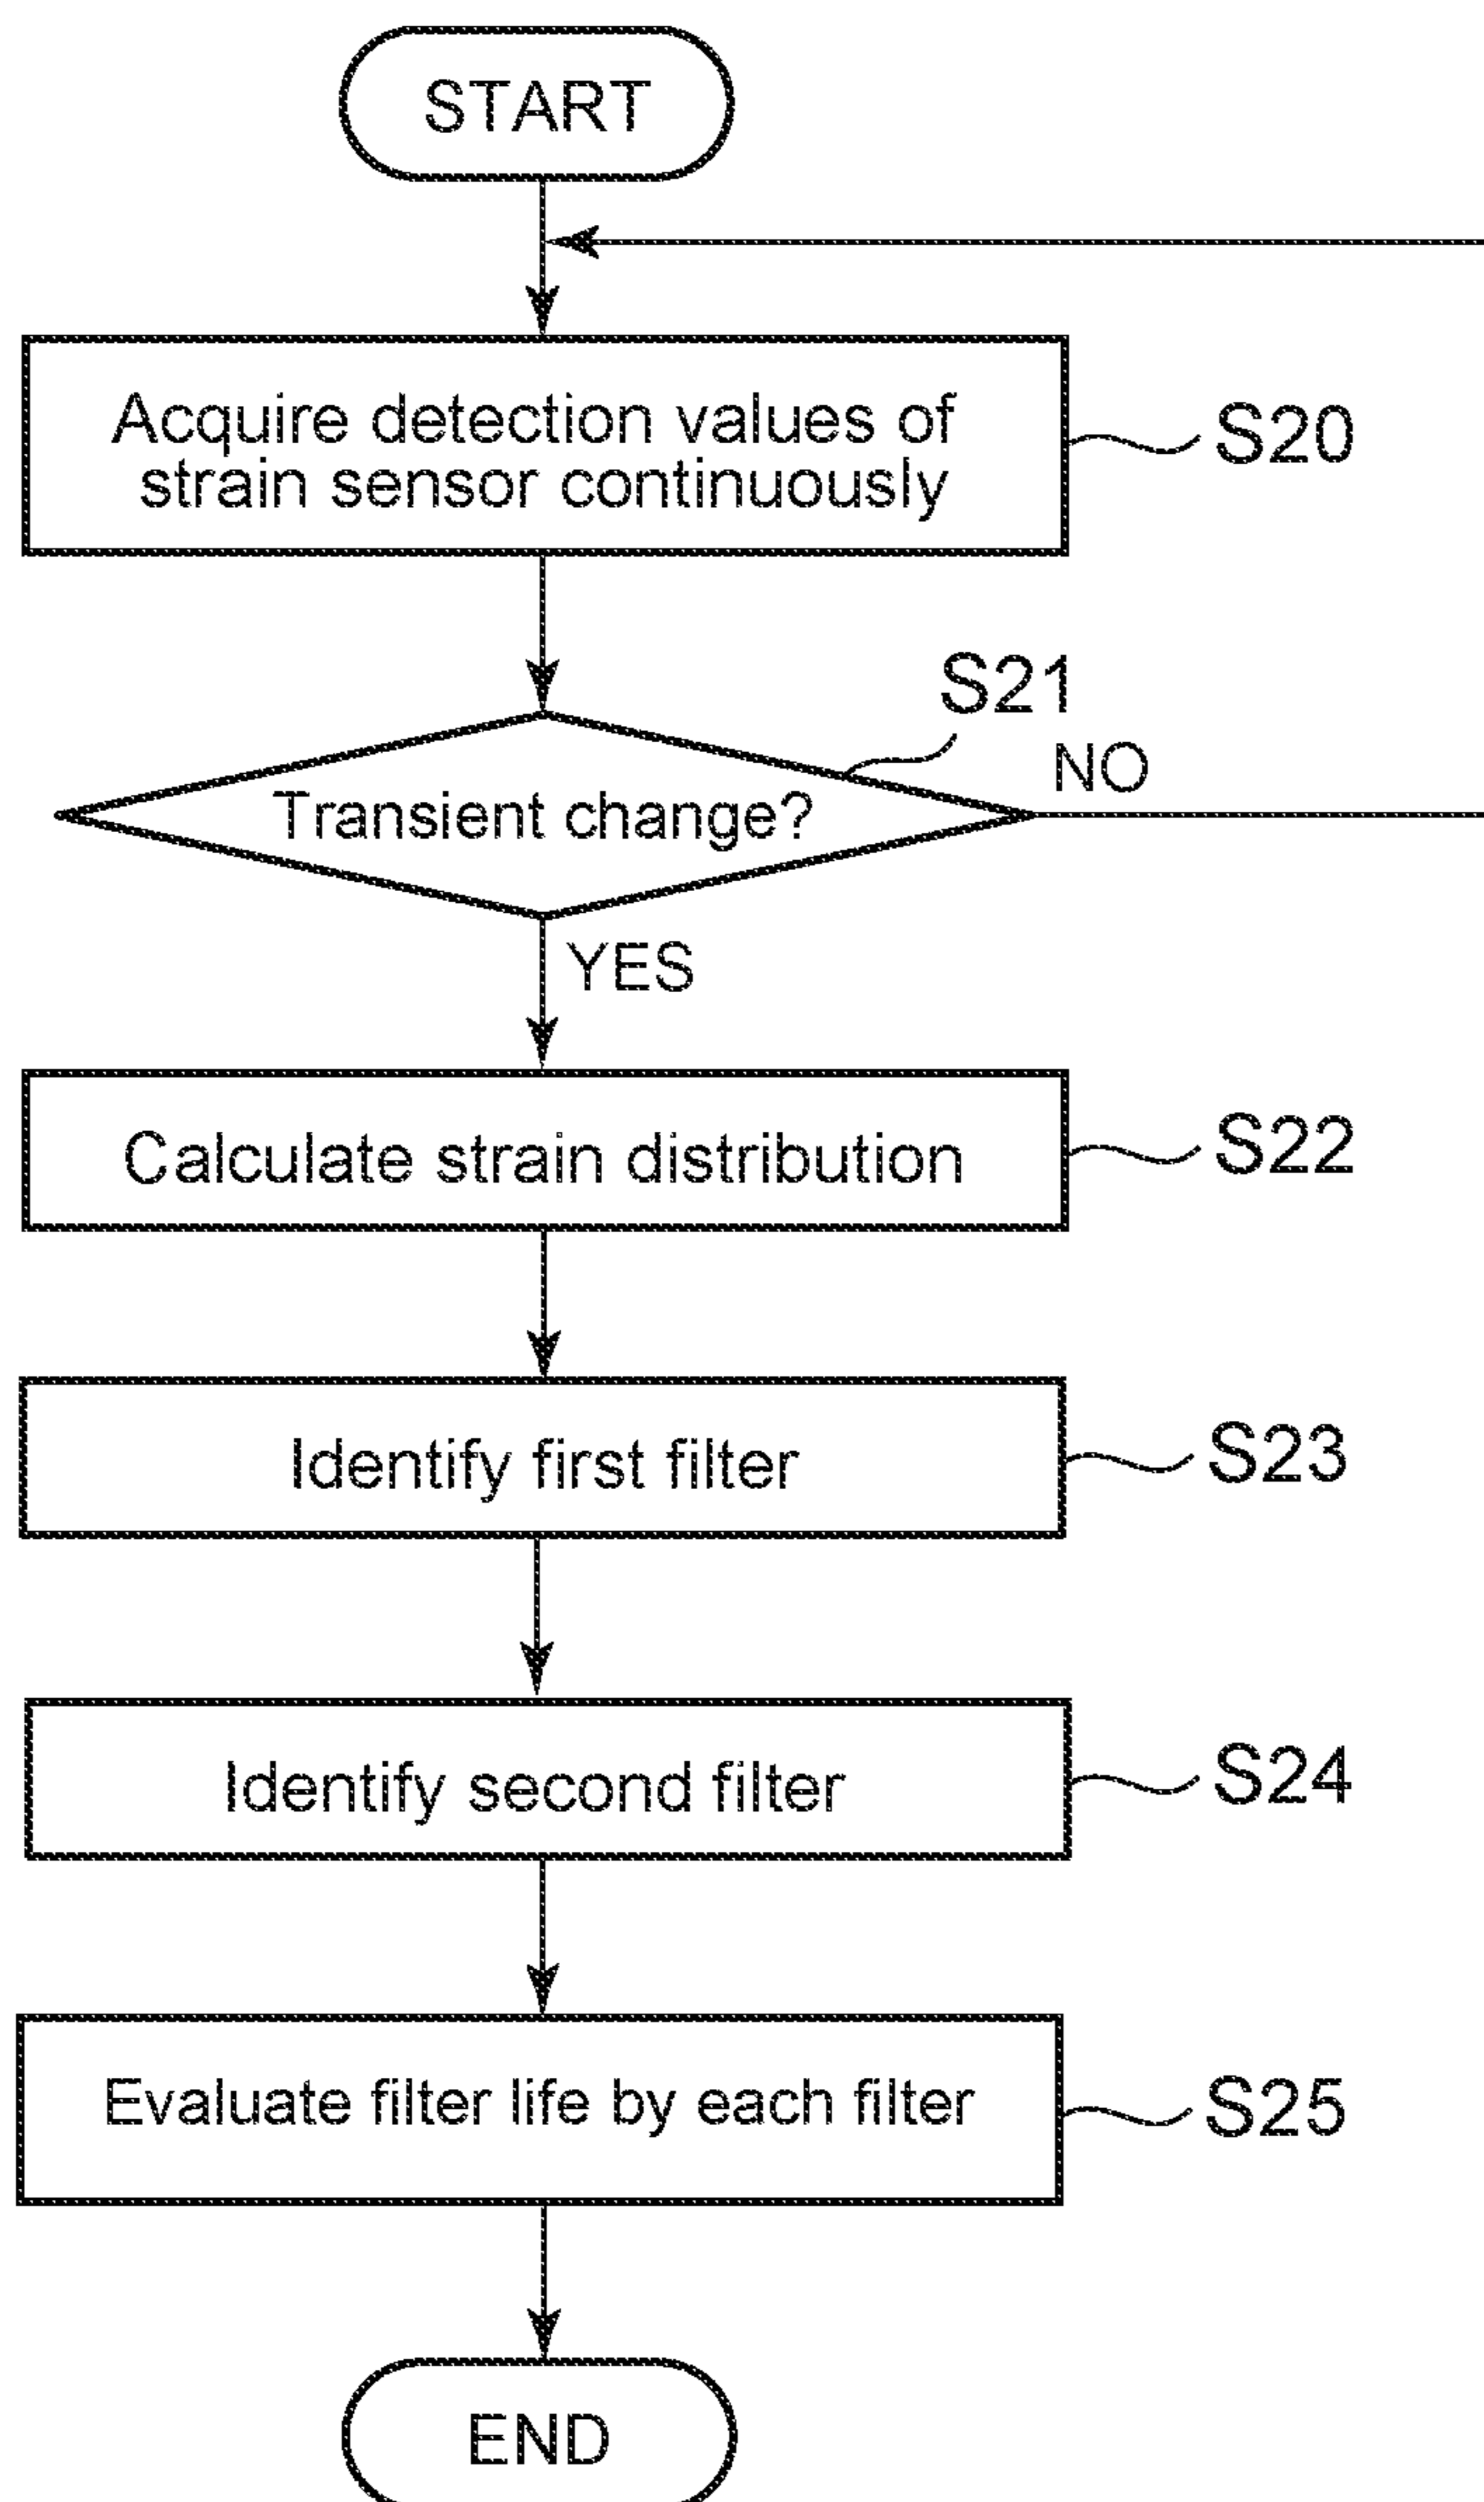 START
Acquire detection values of
strain sensor continuously
S20
S21
Transient change?
NO
YES
Calculate strain distribution
S22
Identify first filter
S23
Identify second filter
S24
Evaluate filter life by each filter
S25
END